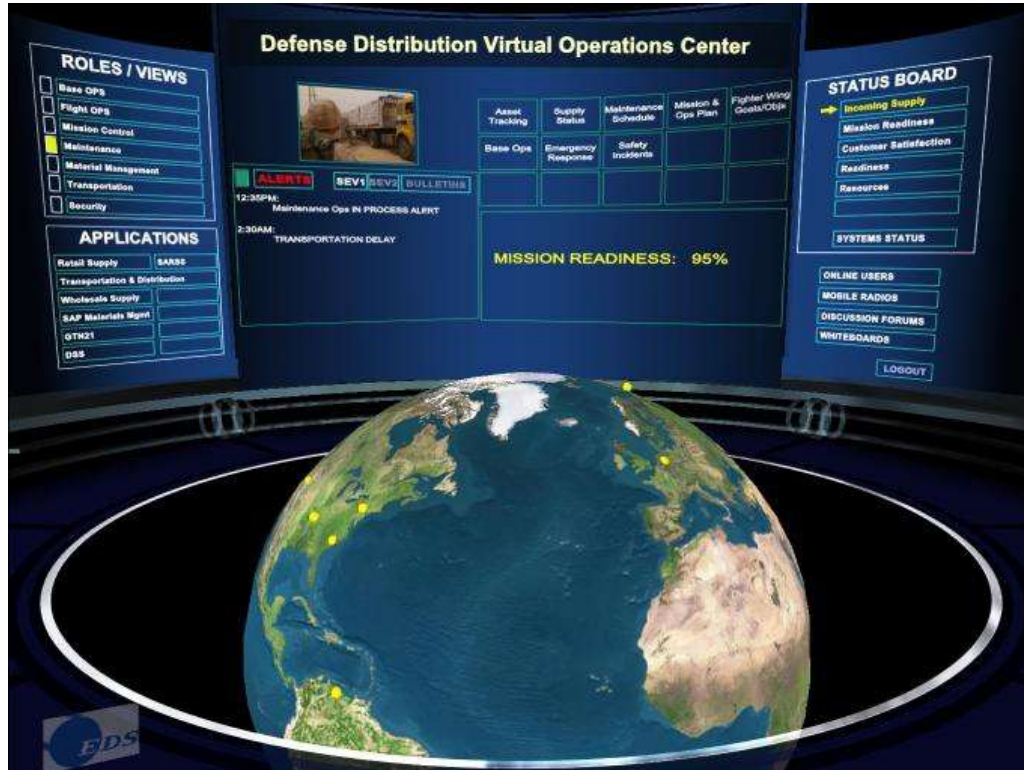 Defense Distribution Virtual Operations Center
ROLES / VIEWS
Base OPS
Flight OPS
Mission Control
Maintenance
Material Management
Transportation
Security
APPLICATIONS
Retail Supply SARSS
Transportation & Distribution
Wholesale Supply
SAP Materials Mgmt
GTN21
DSS
ALERTS SEV1 SEV2 BULLETINS
12:35PM:
Maintenance Ops IN PROCESS ALERT
2:30AM:
TRANSPORTATION DELAY
Asset Tracking Supply Status Maintenance Schedule Mission & Ops Plan Fighter Wing Goals/Objs
Base Ops Emergency Response Safety Incidents
MISSION READINESS: 95%
STATUS BOARD
Incoming Supply
Mission Readiness
Customer Satisfaction
Readiness
Resources
SYSTEMS STATUS
ONLINE USERS
MOBILE RADIOS
DISCUSSION FORUMS
WHITEBOARDS
LOGOUT
EDS